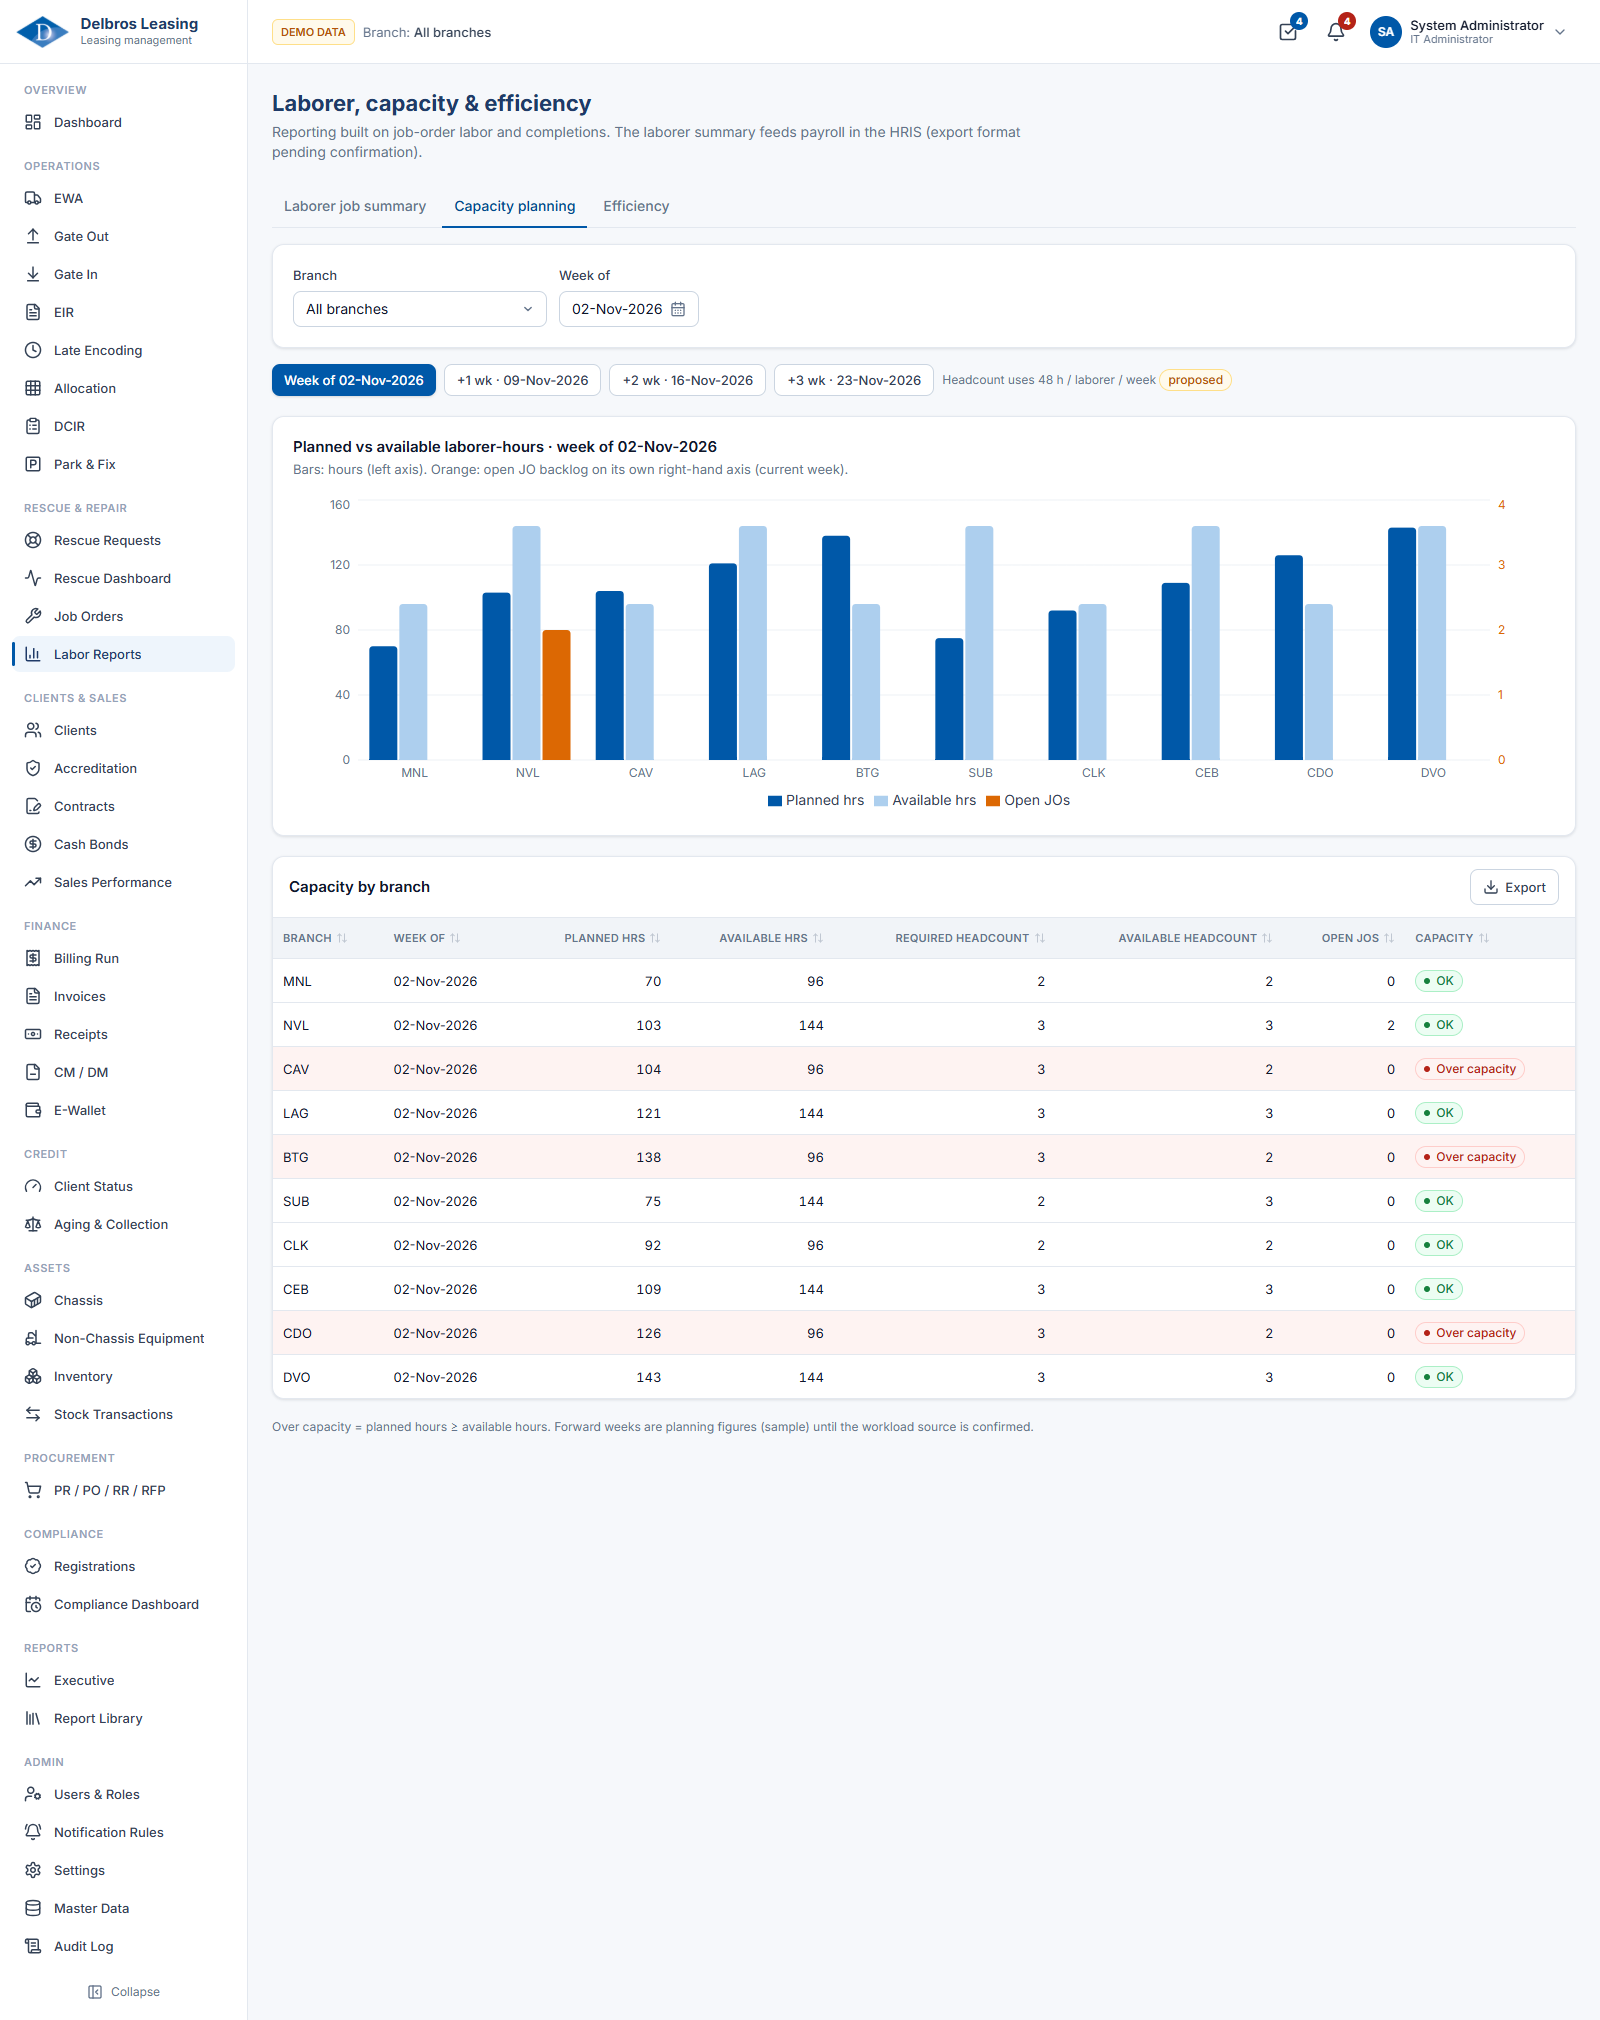 Delbros Leasing
Leasing management
DEMO DATA
Branch: All branches
4
4
SA
System Administrator
IT Administrator
OVERVIEW
Dashboard
OPERATIONS
EWA
Gate Out
Gate In
EIR
Late Encoding
Allocation
DCIR
Park & Fix
RESCUE & REPAIR
Rescue Requests
Rescue Dashboard
Job Orders
Labor Reports
CLIENTS & SALES
Clients
Accreditation
Contracts
Cash Bonds
Sales Performance
FINANCE
Billing Run
Invoices
Receipts
CM / DM
E-Wallet
CREDIT
Client Status
Aging & Collection
ASSETS
Chassis
Non-Chassis Equipment
Inventory
Stock Transactions
PROCUREMENT
PR / PO / RR / RFP
COMPLIANCE
Registrations
Compliance Dashboard
REPORTS
Executive
Report Library
ADMIN
Users & Roles
Notification Rules
Settings
Master Data
Audit Log
Collapse
Laborer, capacity & efficiency
Reporting built on job-order labor and completions. The laborer summary feeds payroll in the HRIS (export format
pending confirmation).
Laborer job summary Capacity planning Efficiency
Branch Week of
All branches 02-Nov-2026
Week of 02-Nov-2026 +1 wk · 09-Nov-2026 +2 wk · 16-Nov-2026 +3 wk · 23-Nov-2026 Headcount uses 48 h / laborer / week proposed
Planned vs available laborer-hours · week of 02-Nov-2026
Bars: hours (left axis). Orange: open JO backlog on its own right-hand axis (current week).
160 4
120 3
80 2
40 1
0 0
MNL NVL CAV LAG BTG SUB CLK CEB CDO DVO
Planned hrs Available hrs Open JOs
Capacity by branch
Export
BRANCH WEEK OF PLANNED HRS AVAILABLE HRS REQUIRED HEADCOUNT AVAILABLE HEADCOUNT OPEN JOS CAPACITY
MNL 02-Nov-2026 70 96 2 2 0 OK
NVL 02-Nov-2026 103 144 3 3 2 OK
CAV 02-Nov-2026 104 96 3 2 0 Over capacity
LAG 02-Nov-2026 121 144 3 3 0 OK
BTG 02-Nov-2026 138 96 3 2 0 Over capacity
SUB 02-Nov-2026 75 144 2 3 0 OK
CLK 02-Nov-2026 92 96 2 2 0 OK
CEB 02-Nov-2026 109 144 3 3 0 OK
CDO 02-Nov-2026 126 96 3 2 0 Over capacity
DVO 02-Nov-2026 143 144 3 3 0 OK
Over capacity = planned hours ≥ available hours. Forward weeks are planning figures (sample) until the workload source is confirmed.